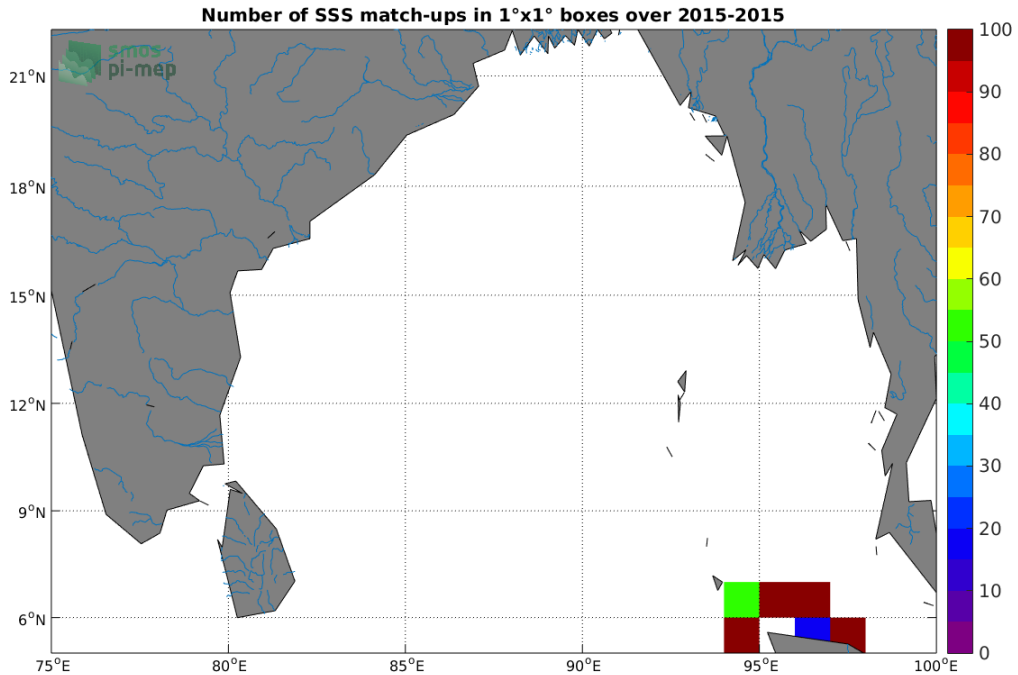 Number of SSS match-ups in 1°x1° boxes over 2015-2015
smos
pi-mep
21°N
18°N
15°N
12°N
9°N
6°N
75°E
80°E
85°E
90°E
95°E
100°E
100
90
80
70
60
50
40
30
20
10
0